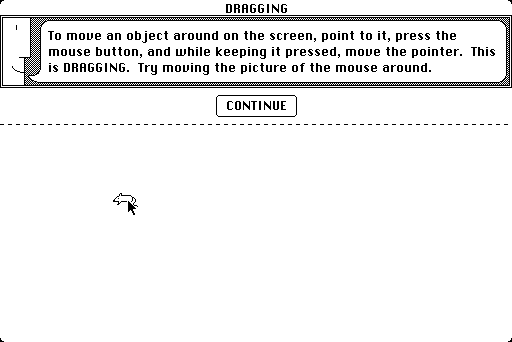 DRAGGING
To move an object around on the screen, point to it, press the
mouse button, and while keeping it pressed, move the pointer.  This
is DRAGGING.  Try moving the picture of the mouse around.
CONTINUE